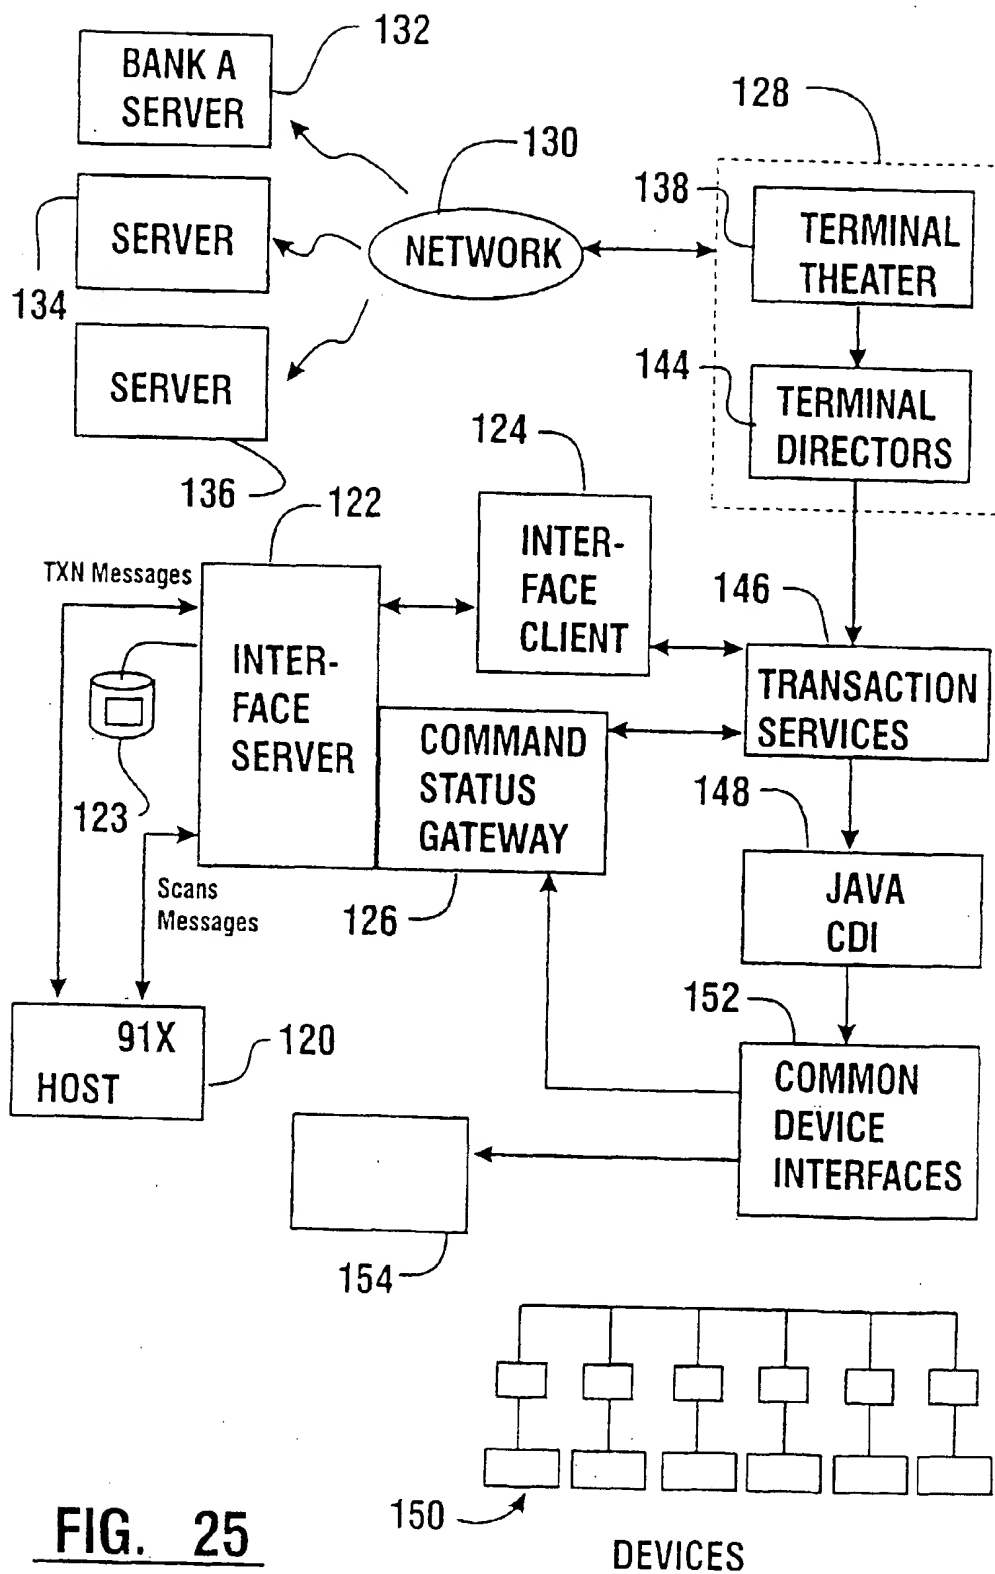 132
BANK A
SERVER
128
130
138
TERMINAL
THEATER
SERVER
NETWORK
134
144
SERVER
TERMINAL
DIRECTORS
124
136
122
INTER-
FACE
CLIENT
TXN Messages
146
INTER-
FACE
SERVER
TRANSACTION
SERVICES
COMMAND
STATUS
GATEWAY
123
148
Scans
Messages
126
JAVA
CDI
152
91X
HOST
120
COMMON
DEVICE
INTERFACES
154
150
FIG. 25
DEVICES